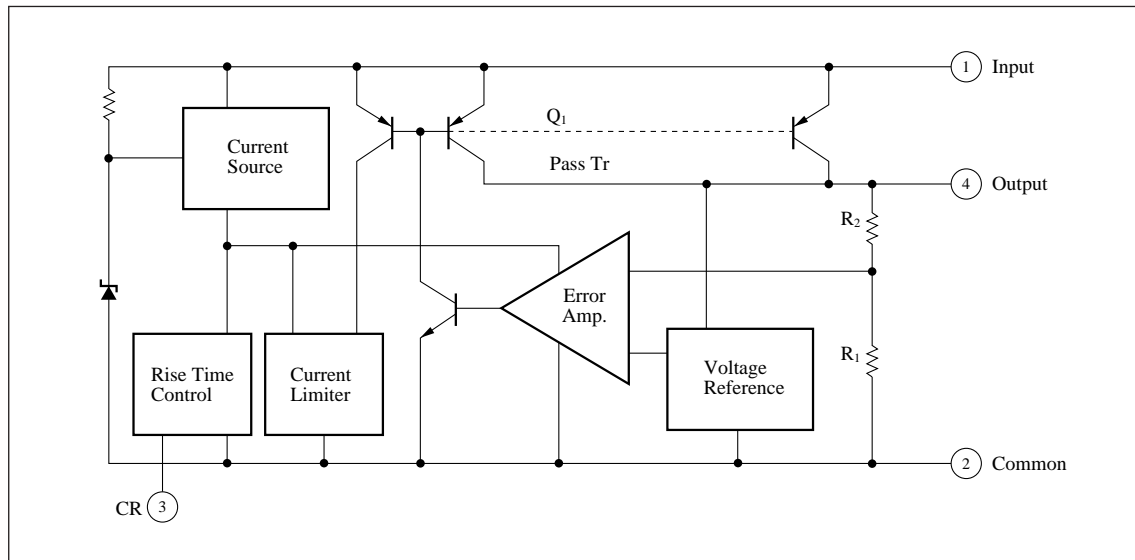 1 Input
Q1
Current
Source
Pass Tr
4 Output
R2
Error
Amp.
R1
Voltage
Reference
Rise Time
Control
Current
Limiter
2 Common
CR 3